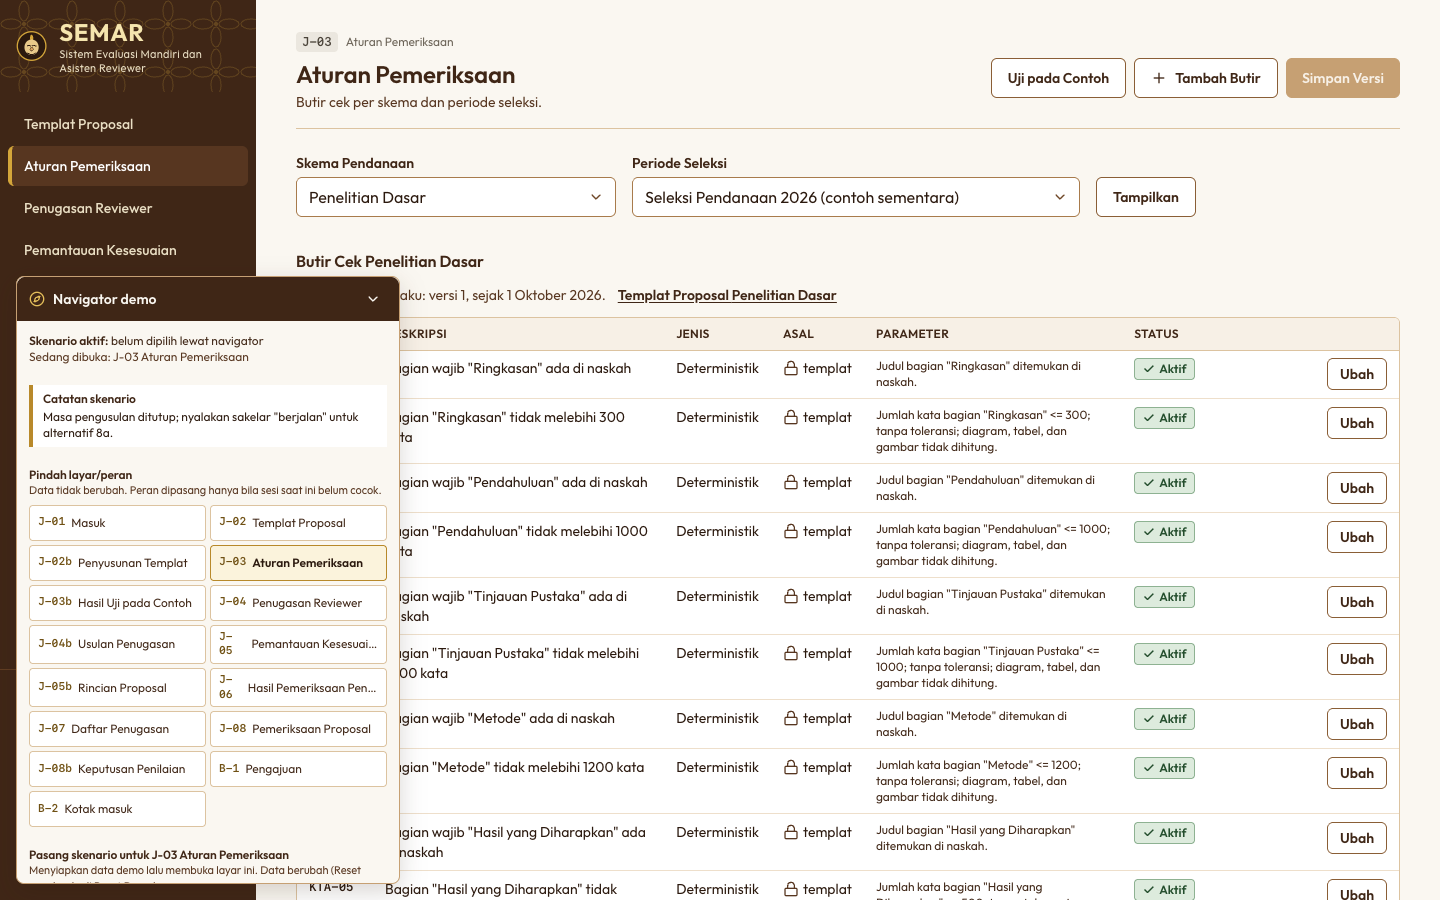 SEMAR
Sistem Evaluasi Mandiri dan
Asisten Reviewer
Templat Proposal
Aturan Pemeriksaan
Penugasan Reviewer
Pemantauan Kesesuaian
J-03 Aturan Pemeriksaan
Aturan Pemeriksaan
Butir cek per skema dan periode seleksi.
Uji pada Contoh
Tambah Butir
Simpan Versi
Skema Pendanaan
Penelitian Dasar
Periode Seleksi
Seleksi Pendanaan 2026 (contoh sementara)
Tampilkan
Butir Cek Penelitian Dasar
aku: versi 1, sejak 1 Oktober 2026. Templat Proposal Penelitian Dasar
ESKRIPSI JENIS ASAL PARAMETER STATUS
agian wajib "Ringkasan" ada di naskah Deterministik templat Aktif Ubah
Judul bagian "Ringkasan" ditemukan di
naskah.
agian "Ringkasan" tidak melebihi 300
ta
Deterministik templat Aktif Ubah
Jumlah kata bagian "Ringkasan" <= 300;
tanpa toleransi; diagram, tabel, dan
gambar tidak dihitung.
agian wajib "Pendahuluan" ada di naskah Deterministik templat Aktif Ubah
Judul bagian "Pendahuluan" ditemukan di
naskah.
agian "Pendahuluan" tidak melebihi 1000
ta
Deterministik templat Aktif Ubah
Jumlah kata bagian "Pendahuluan" <= 1000;
tanpa toleransi; diagram, tabel, dan
gambar tidak dihitung.
agian wajib "Tinjauan Pustaka" ada di
skah
Deterministik templat Aktif Ubah
Judul bagian "Tinjauan Pustaka" ditemukan
di naskah.
agian "Tinjauan Pustaka" tidak melebihi
00 kata
Deterministik templat Aktif Ubah
Jumlah kata bagian "Tinjauan Pustaka" <=
1000; tanpa toleransi; diagram, tabel, dan
gambar tidak dihitung.
agian wajib "Metode" ada di naskah Deterministik templat Aktif Ubah
Judul bagian "Metode" ditemukan di
naskah.
agian "Metode" tidak melebihi 1200 kata Deterministik templat Aktif Ubah
Jumlah kata bagian "Metode" <= 1200;
tanpa toleransi; diagram, tabel, dan
gambar tidak dihitung.
agian wajib "Hasil yang Diharapkan" ada
naskah
Deterministik templat Aktif Ubah
Judul bagian "Hasil yang Diharapkan"
ditemukan di naskah.
KTA-05 Bagian "Hasil yang Diharapkan" tidak Deterministik templat Aktif Ubah
Jumlah kata bagian "Hasil yang
Navigator demo
Skenario aktif: belum dipilih lewat navigator
Sedang dibuka: J-03 Aturan Pemeriksaan
Catatan skenario
Masa pengusulan ditutup; nyalakan sakelar "berjalan" untuk
alternatif 8a.
Pindah layar/peran
Data tidak berubah. Peran dipasang hanya bila sesi saat ini belum cocok.
J-01 Masuk
J-02 Templat Proposal
J-02b Penyusunan Templat
J-03 Aturan Pemeriksaan
J-03b Hasil Uji pada Contoh
J-04 Penugasan Reviewer
J-04b Usulan Penugasan
J-05 Pemantauan Kesesuai...
J-05b Rincian Proposal
J-06 Hasil Pemeriksaan Pen...
J-07 Daftar Penugasan
J-08 Pemeriksaan Proposal
J-08b Keputusan Penilaian
B-1 Pengajuan
B-2 Kotak masuk
Pasang skenario untuk J-03 Aturan Pemeriksaan
Menyiapkan data demo lalu membuka layar ini. Data berubah (Reset